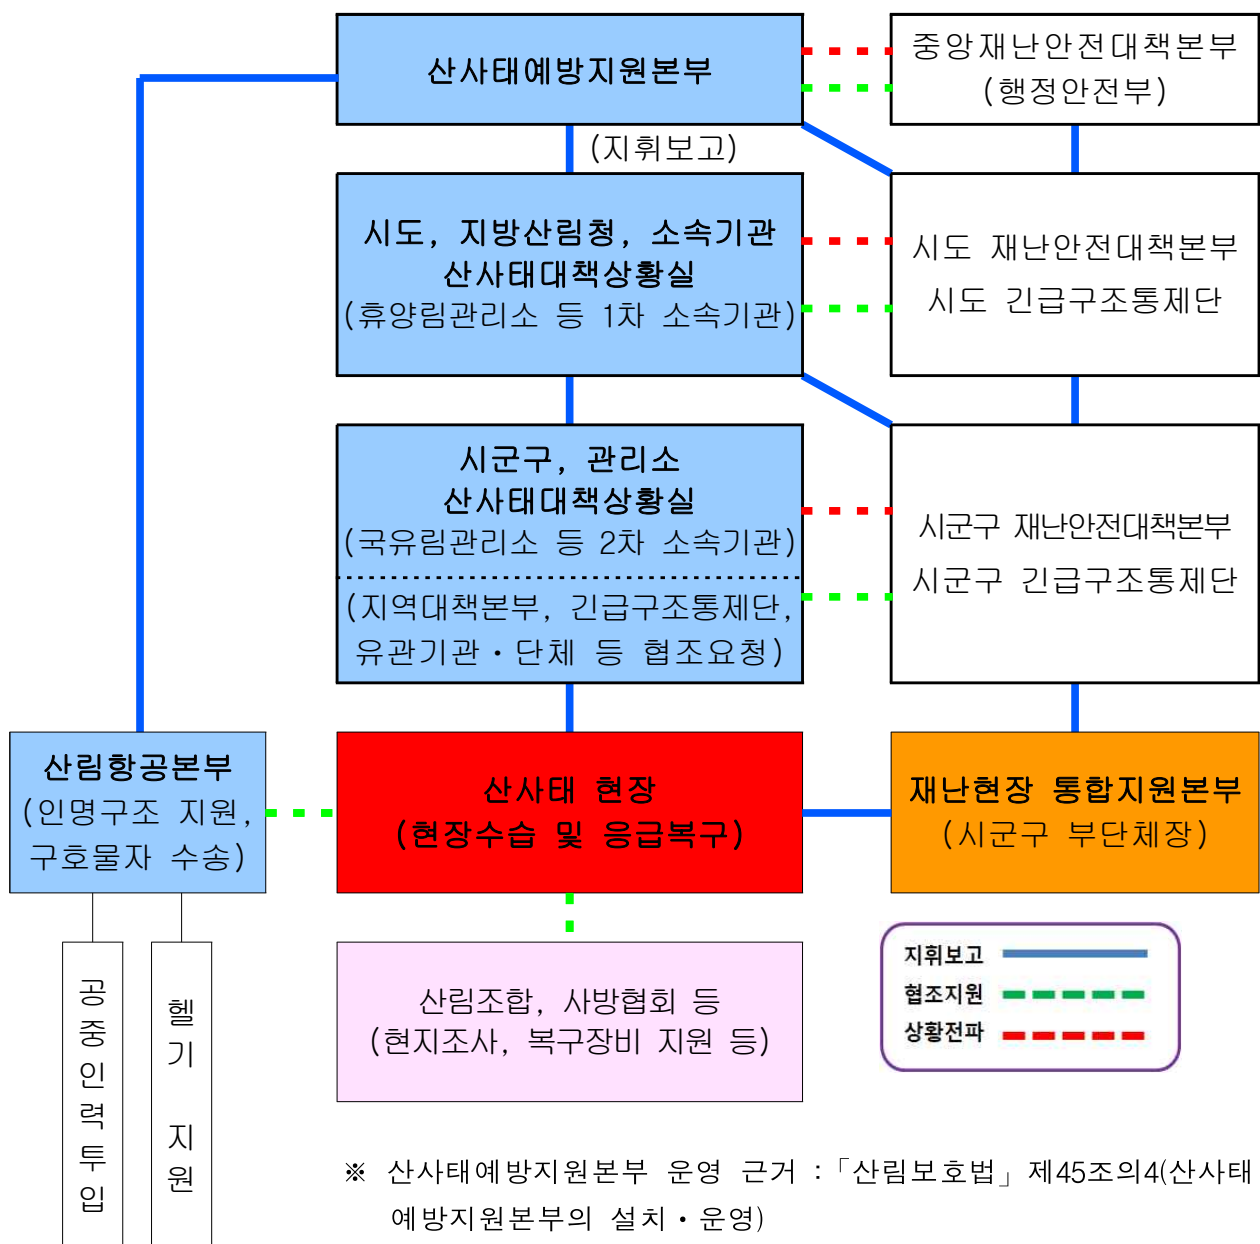 산사태예방지원본부
중앙재난안전대책본부
(행정안전부)
(지휘보고)
시도, 지방산림청, 소속기관
산사태대책상황실
(휴양림관리소 등 1차 소속기관)
시도 재난안전대책본부
시도 긴급구조통제단
시군구, 관리소
산사태대책상황실
(국유림관리소 등 2차 소속기관)
(지역대책본부, 긴급구조통제단,
유관기관・단체 등 협조요청)
시군구 재난안전대책본부
시군구 긴급구조통제단
산림항공본부
(인명구조 지원,
구호물자 수송)
산사태 현장
(현장수습 및 응급복구)
재난현장 통합지원본부
(시군구 부단체장)
공중인력투입
헬기 지원
산림조합, 사방협회 등
(현지조사, 복구장비 지원 등)
지휘보고
협조지원
상황전파
※ 산사태예방지원본부 운영 근거 :「산림보호법」제45조의4(산사태
예방지원본부의 설치・운영)